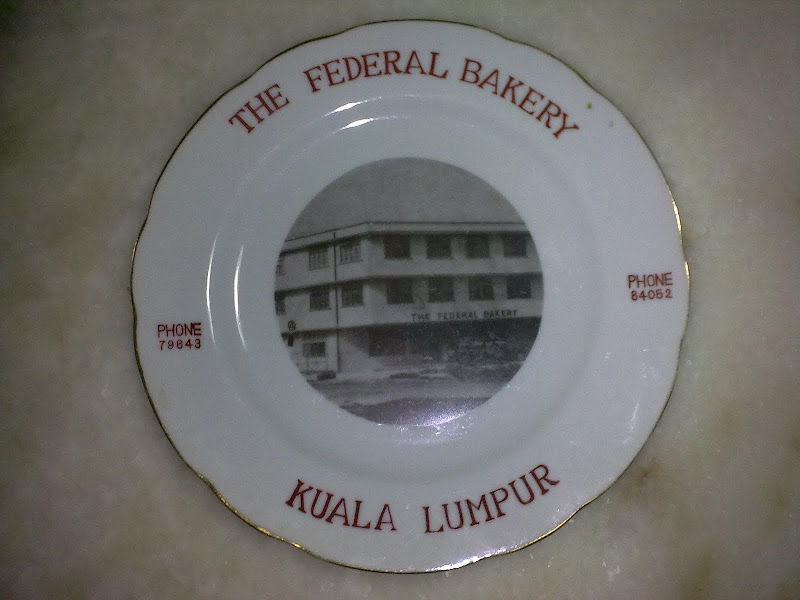 THE FEDERAL BAKERY
PHONE
79643
PHONE
84052
THE FEDERAL BAKERY
KUALA LUMPUR